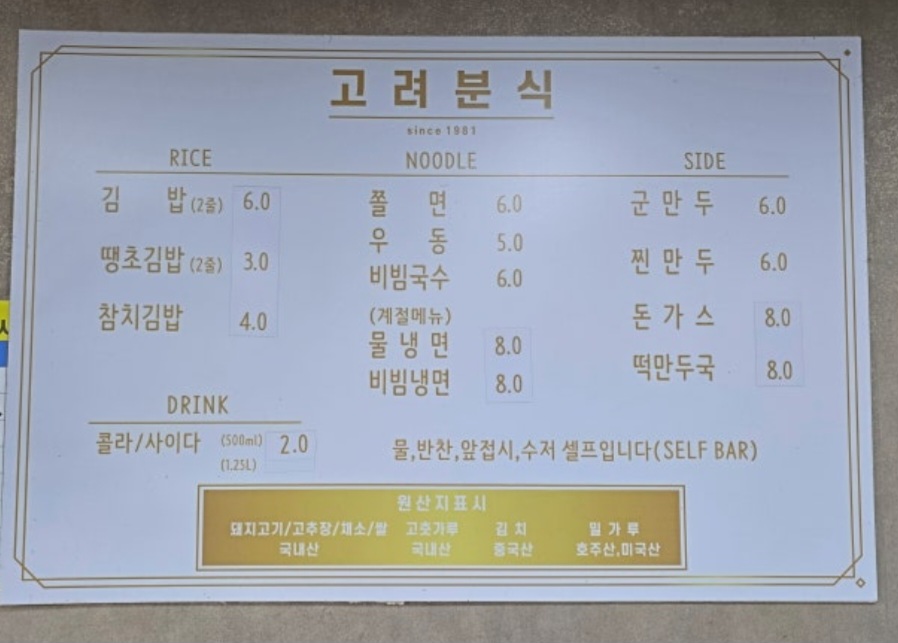 고려분식
since 1981
RICE
김 밥 (2줄) 6.0
땡초김밥 (2줄) 3.0
참치김밥 4.0
NOODLE
쫄 면 6.0
우 동 5.0
비빔국수 6.0
(계절메뉴)
물 냉 면 8.0
비빔냉면 8.0
SIDE
군 만 두 6.0
찐 만 두 6.0
돈 가 스 8.0
떡만두국 8.0
DRINK
콜라/사이다 (500ml) 2.0
(1.25L)
물,반찬,앞접시,수저 셀프입니다(SELF BAR)
원산지표시
돼지고기/고추장/채소/쌀 고춧가루 김 치 밀 가 루
국내산 국내산 중국산 호주산,미국산